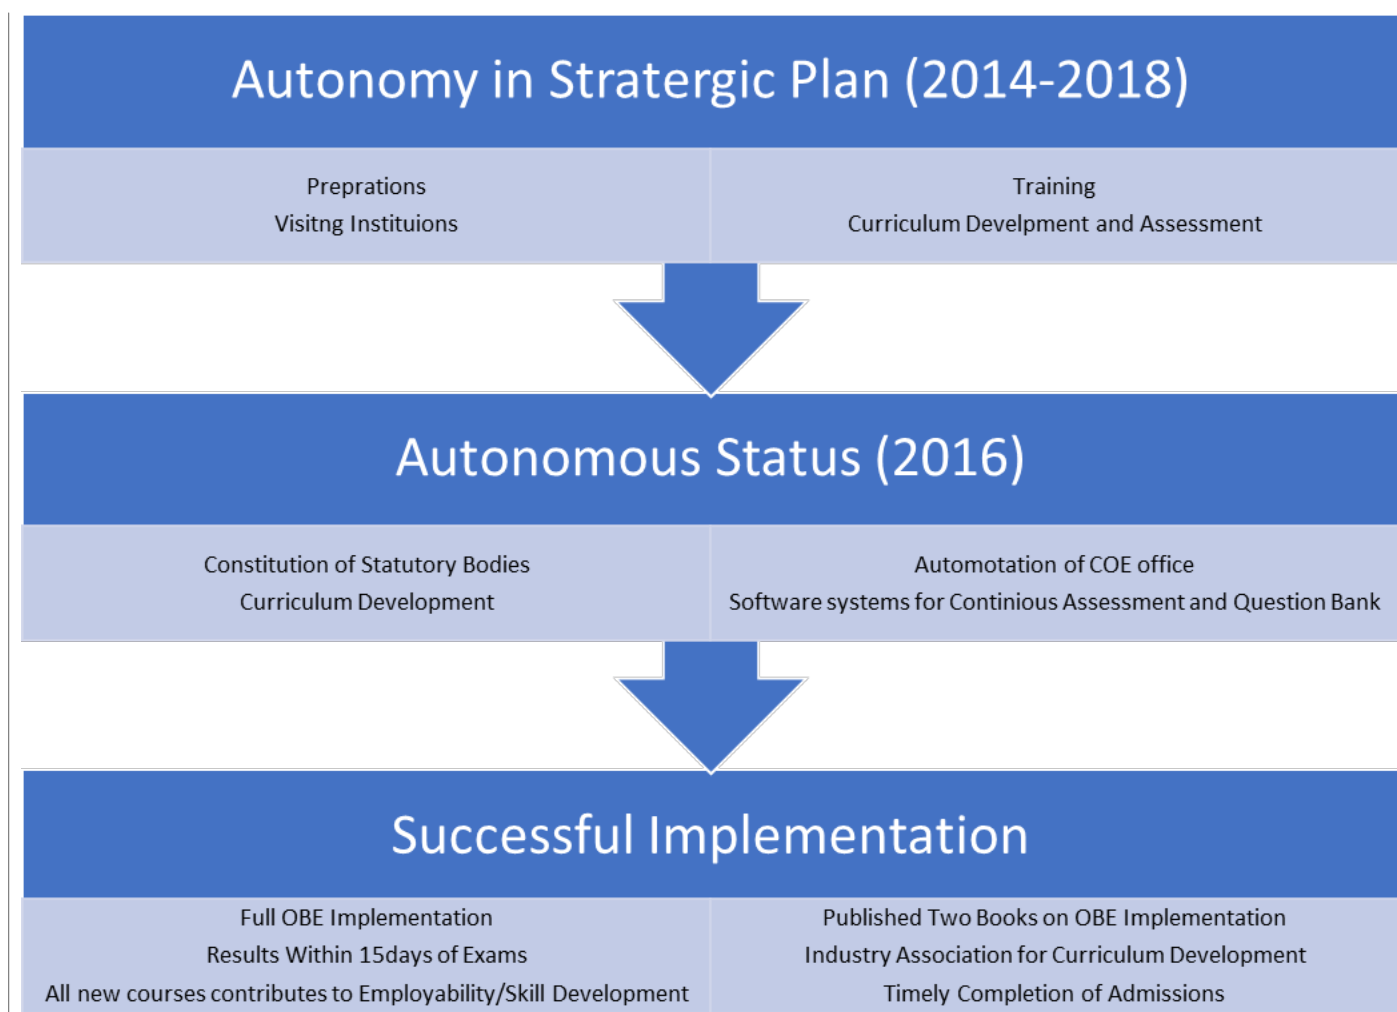 Autonomy in Stratergic Plan (2014-2018)
Preprations
Visitng Instituions
Training
Curriculum Develpment and Assessment
Autonomous Status (2016)
Constitution of Statutory Bodies
Curriculum Development
Automotation of COE office
Software systems for Continious Assessment and Question Bank
Successful Implementation
Full OBE Implementation
Results Within 15days of Exams
All new courses contributes to Employability/Skill Development
Published Two Books on OBE Implementation
Industry Association for Curriculum Development
Timely Completion of Admissions